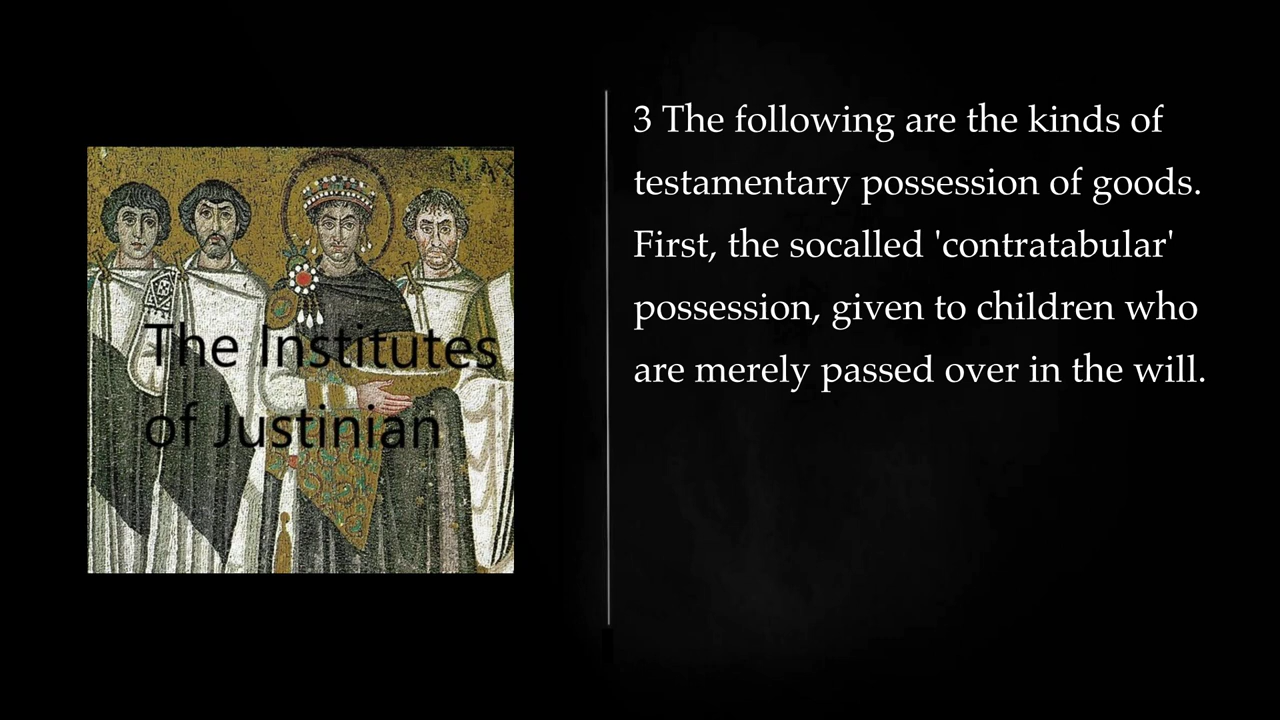 MAX
The Institutes
of Justinian
3 The following are the kinds of
testamentary possession of goods.
First, the socalled 'contratabular'
possession, given to children who
are merely passed over in the will.